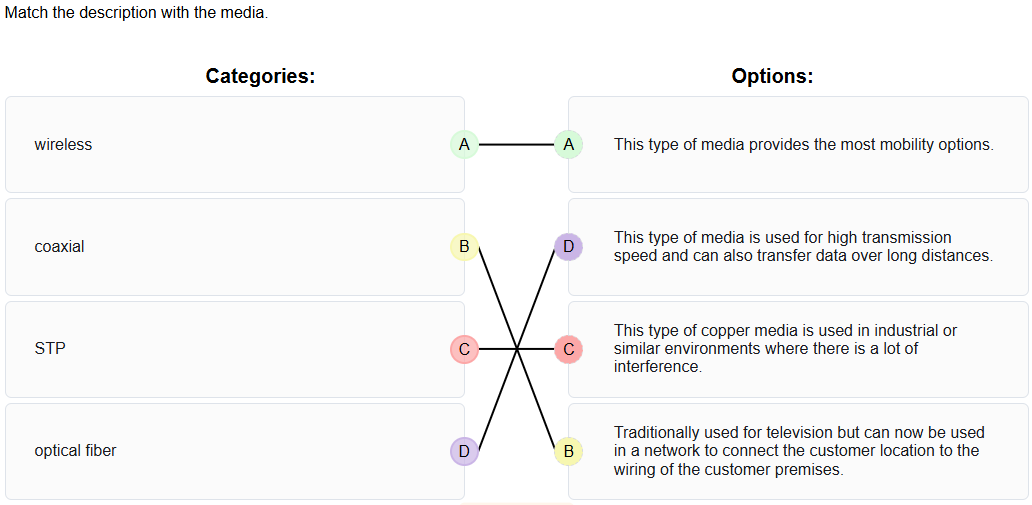 Match the description with the media.
Categories:
Options:
wireless
A
A
This type of media provides the most mobility options.
coaxial
B
D
This type of media is used for high transmission
speed and can also transfer data over long distances.
STP
C
C
This type of copper media is used in industrial or
similar environments where there is a lot of
interference.
optical fiber
D
B
Traditionally used for television but can now be used
in a network to connect the customer location to the
wiring of the customer premises.